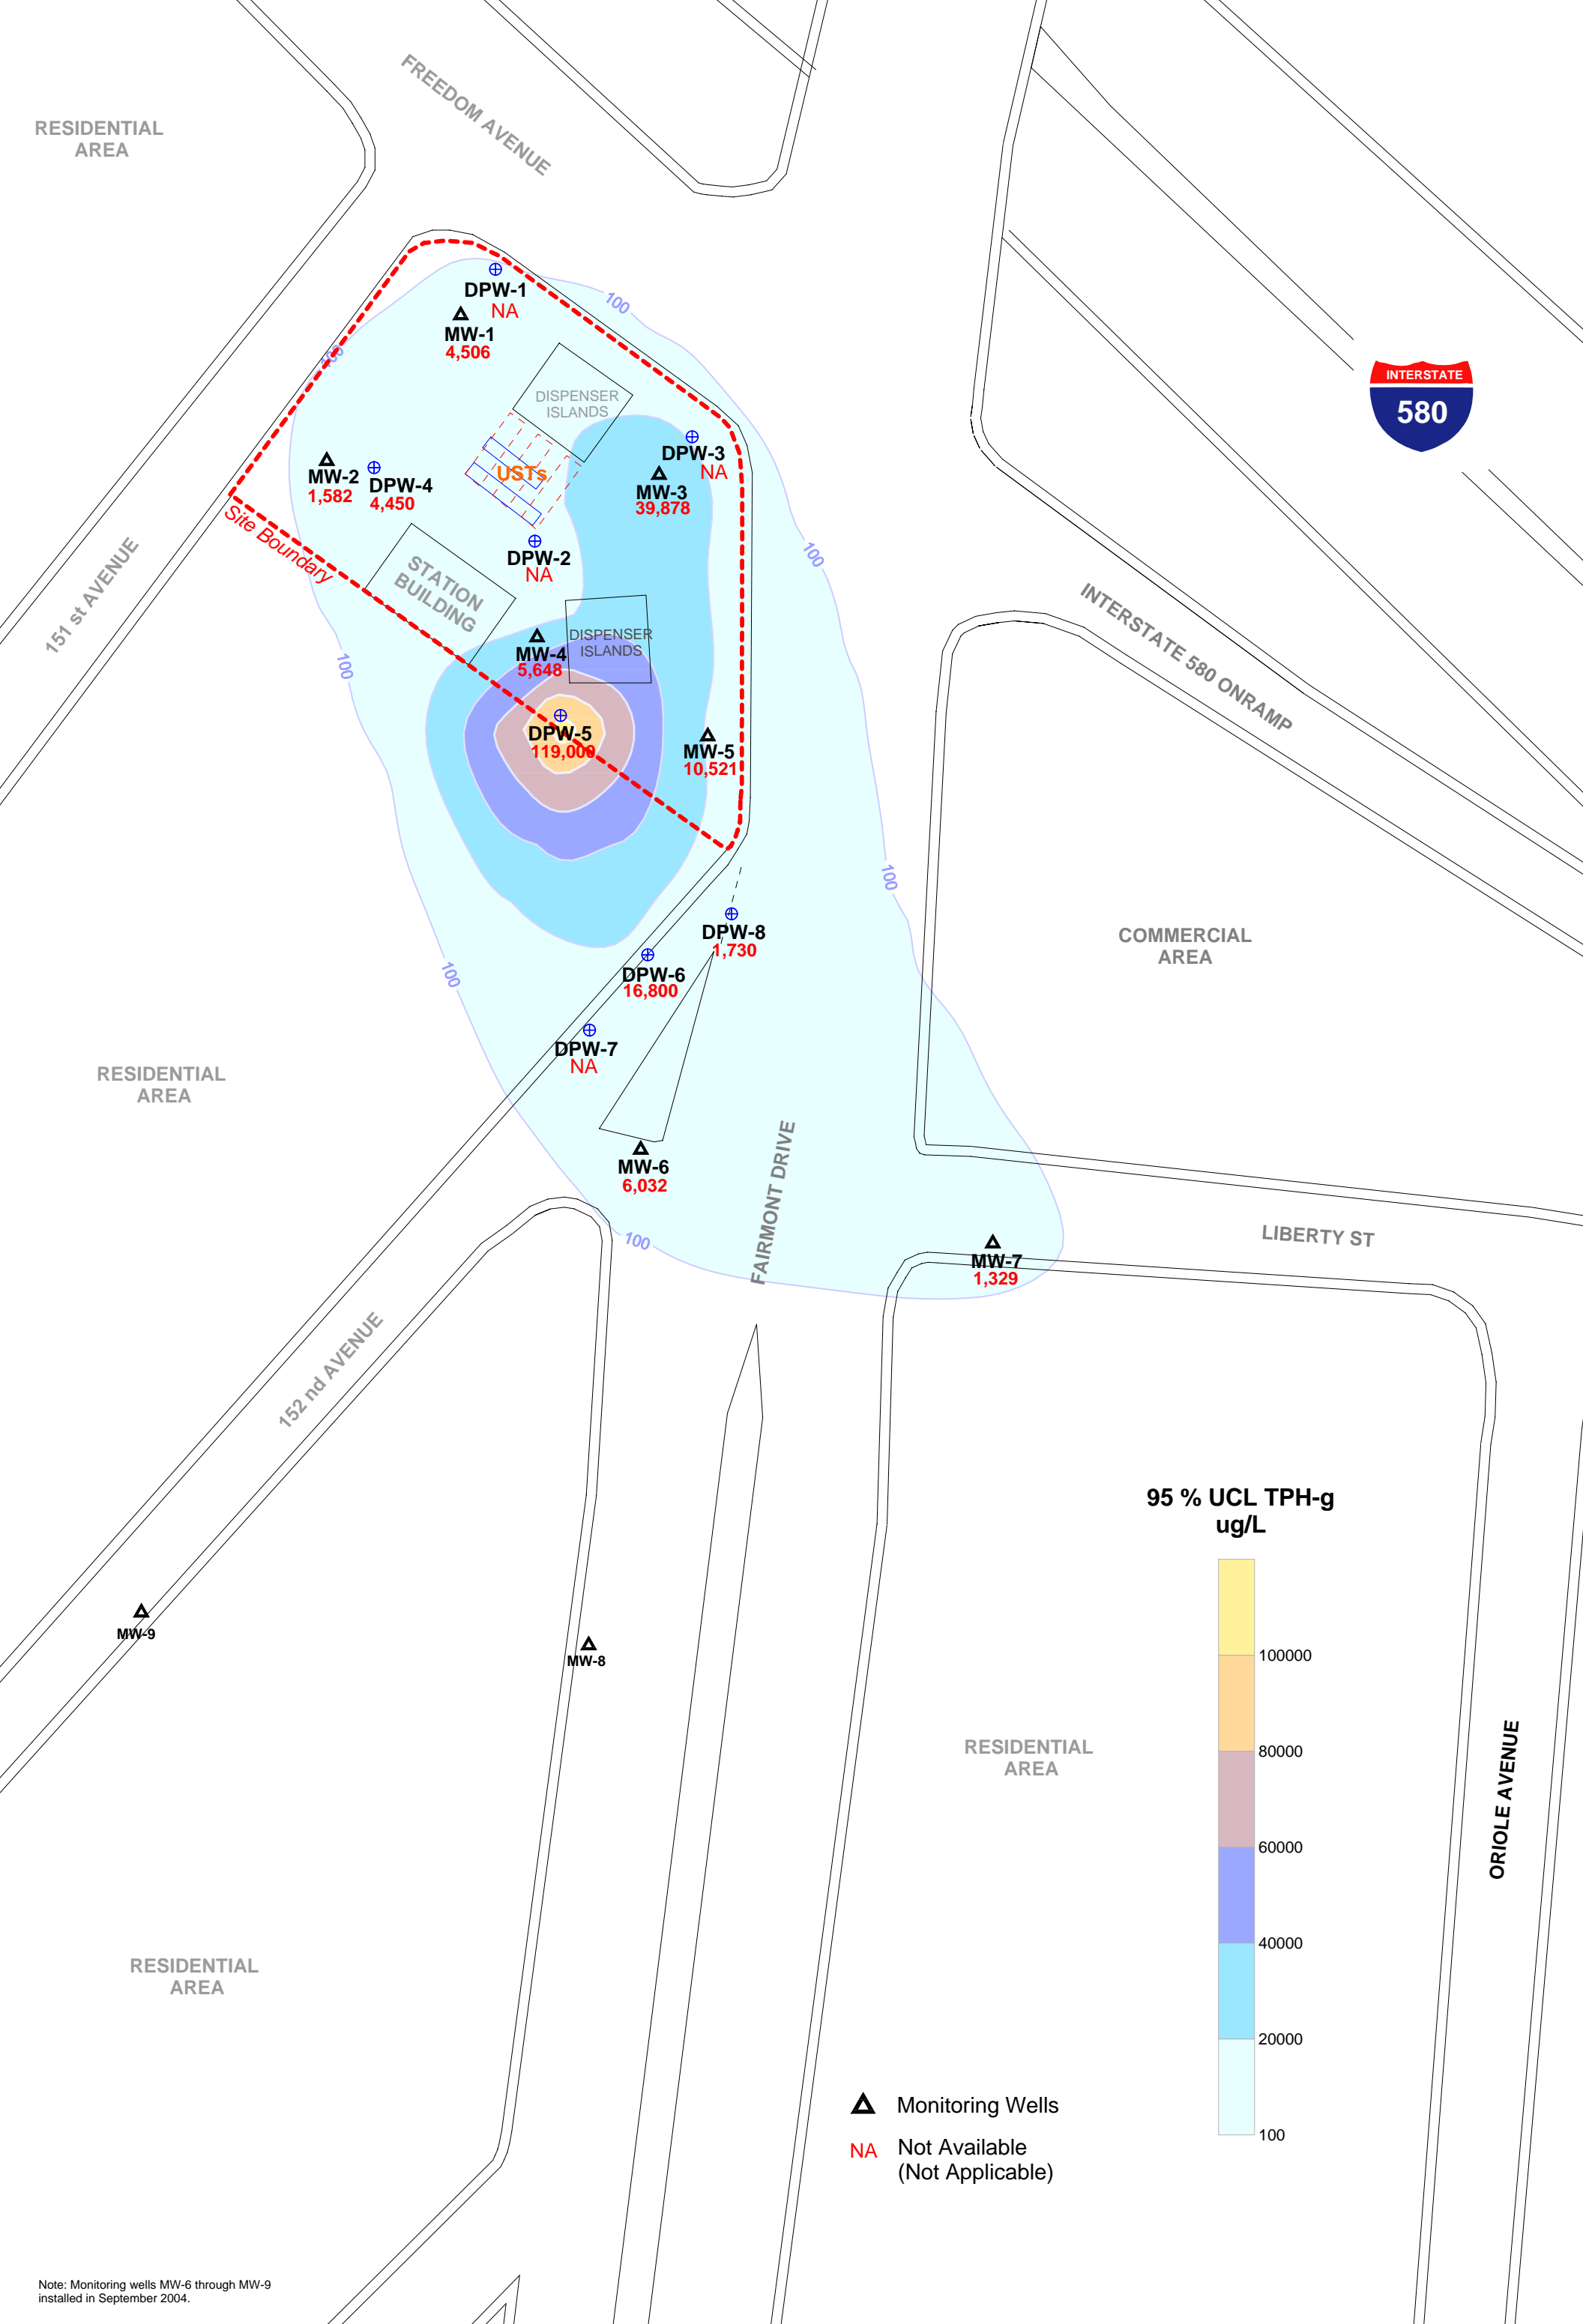 FREEDOM AVENUE
RESIDENTIAL
AREA
DPW-1
NA
MW-1
4,506
100
100
INTERSTATE
580
DISPENSER
ISLANDS
DPW-3
NA
MW-3
39,878
USTs
MW-2
1,582
DPW-4
4,450
Site Boundary
DPW-2
NA
STATION
BUILDING
151 st AVENUE
100
100
DISPENSER
ISLANDS
MW-4
5,648
INTERSTATE 580 ONRAMP
DPW-5
119,000
MW-5
10,521
100
DPW-8
1,730
COMMERCIAL
AREA
DPW-6
16,800
100
DPW-7
NA
RESIDENTIAL
AREA
MW-6
6,032
FAIRMONT DRIVE
100
MW-7
1,329
LIBERTY ST
152 nd AVENUE
95 % UCL TPH-g
ug/L
100000
80000
60000
40000
20000
100
MW-9
MW-8
RESIDENTIAL
AREA
ORIOLE AVENUE
RESIDENTIAL
AREA
Monitoring Wells
NA Not Available
(Not Applicable)
Note: Monitoring wells MW-6 through MW-9
installed in September 2004.